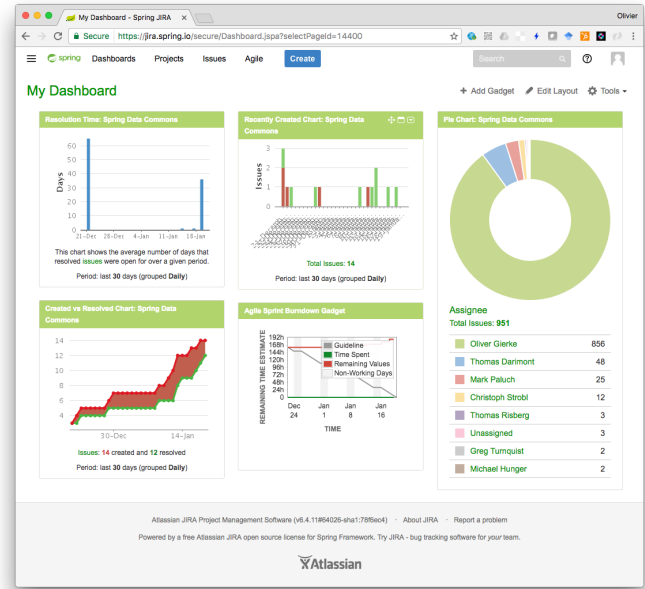 My Dashboard - Spring JIRA
Olivier
Secure
https://jira.spring.io/secure/Dashboard.jspa?selectPageId=14400
spring
Dashboards
Projects
Issues
Agile
Create
Search
My Dashboard
Add Gadget
Edit Layout
Tools
Resolution Time: Spring Data Commons
60
50
40
30
20
10
0
Days
21-Dec 28-Dec 4-Jan 11-Jan 18-Jan
This chart shows the average number of days that
resolved issues were open for over a given period.
Period: last 30 days (grouped Daily)
Recently Created Chart: Spring Data
Commons
3
2
1
0
Issues
Total Issues: 14
Period: last 30 days (grouped Daily)
Pie Chart: Spring Data Commons
Assignee
Total Issues: 951
Oliver Gierke 856
Thomas Darimont 48
Mark Paluch 25
Christoph Strobl 12
Thomas Risberg 3
Unassigned 3
Greg Turnquist 2
Michael Hunger 2
Created vs Resolved Chart: Spring Data
Commons
14
12
10
8
6
4
30-Dec 14-Jan
Issues: 14 created and 12 resolved
Period: last 30 days (grouped Daily)
Agile Sprint Burndown Gadget
REMAINING TIME ESTIMATE
192h
168h
144h
120h
96h
72h
48h
24h
0
Guideline
Time Spent
Remaining Values
Non-Working Days
Dec Jan Jan Jan
24 1 8 16
TIME
Atlassian JIRA Project Management Software (v6.4.11#64026-sha1:78f6ec4) · About JIRA · Report a problem
Powered by a free Atlassian JIRA open source license for Spring Framework. Try JIRA - bug tracking software for your team.
Atlassian